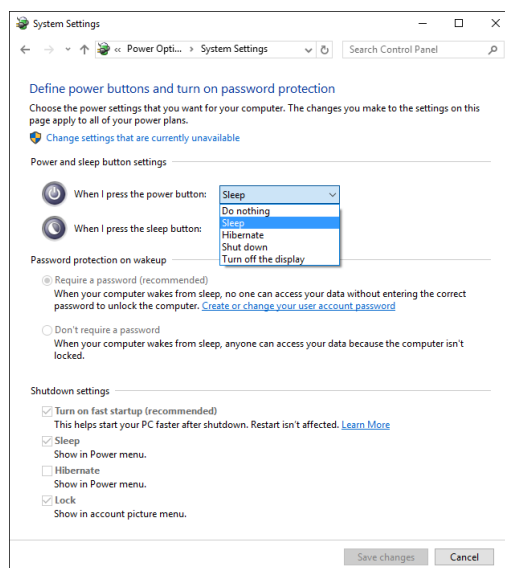 System Settings
« Power Opti... › System Settings
Search Control Panel
Define power buttons and turn on password protection
Choose the power settings that you want for your computer. The changes you make to the settings on this
page apply to all of your power plans.
Change settings that are currently unavailable
Power and sleep button settings
When I press the power button:
Sleep
Do nothing
Sleep
Hibernate
Shut down
Turn off the display
When I press the sleep button:
Password protection on wakeup
Require a password (recommended)
When your computer wakes from sleep, no one can access your data without entering the correct
password to unlock the computer. Create or change your user account password
Don't require a password
When your computer wakes from sleep, anyone can access your data because the computer isn't
locked.
Shutdown settings
Turn on fast startup (recommended)
This helps start your PC faster after shutdown. Restart isn't affected. Learn More
Sleep
Show in Power menu.
Hibernate
Show in Power menu.
Lock
Show in account picture menu.
Save changes
Cancel